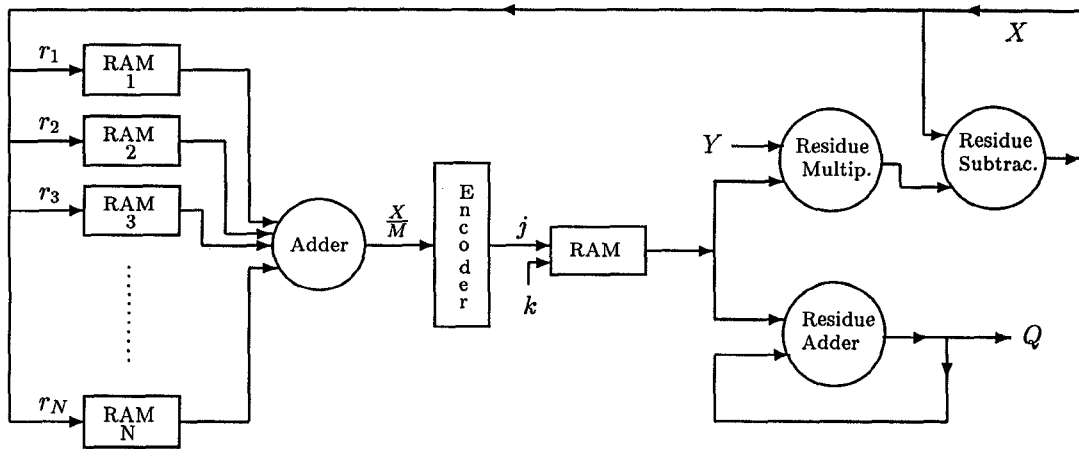 X
r1
RAM
1
r2
RAM
2
r3
RAM
3
rN
RAM
N
Adder
X
M
Encoder
j
k
RAM
Y
Residue
Multip.
Residue
Subtrac.
Residue
Adder
Q